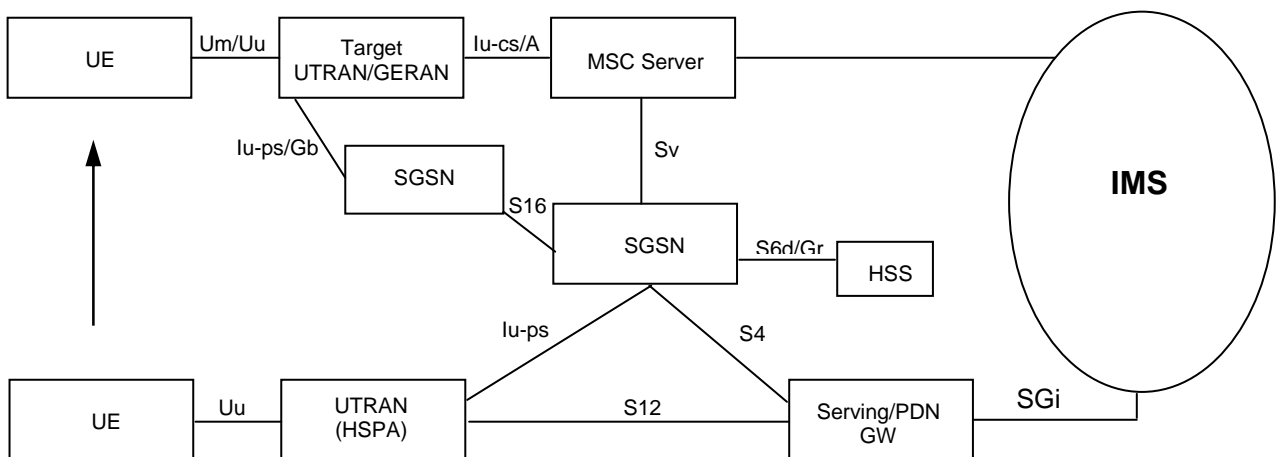 UE
Um/Uu
Target
UTRAN/GERAN
Iu-cs/A
MSC Server
Iu-ps/Gb
SGSN
S16
Sv
IMS
SGSN
S6d/Gr
HSS
Iu-ps
S4
UE
Uu
UTRAN
(HSPA)
S12
Serving/PDN
GW
SGi